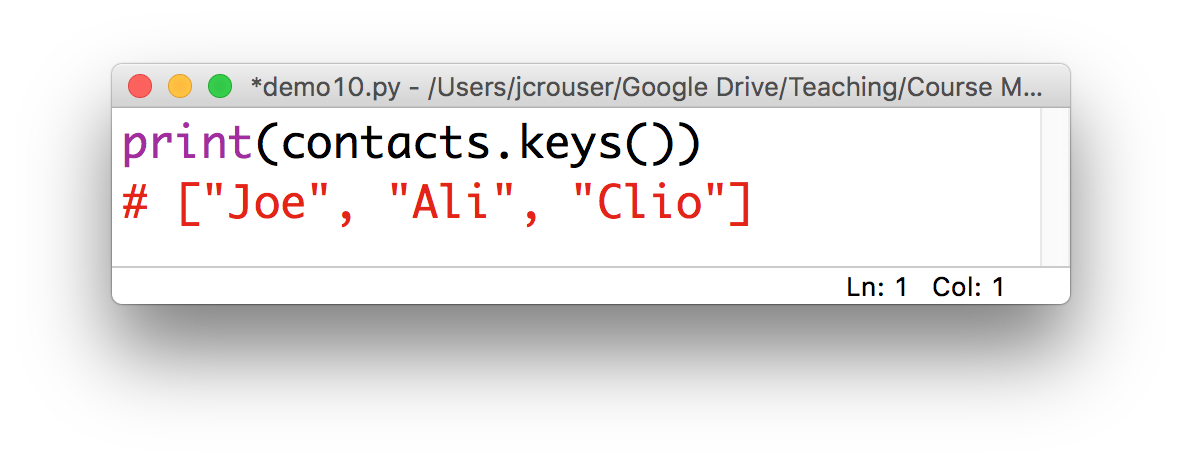 *demo10.py - /Users/jcrouser/Google Drive/Teaching/Course M...
print(contacts.keys())
# ["Joe", "Ali", "Clio"]
Ln: 1 Col: 1